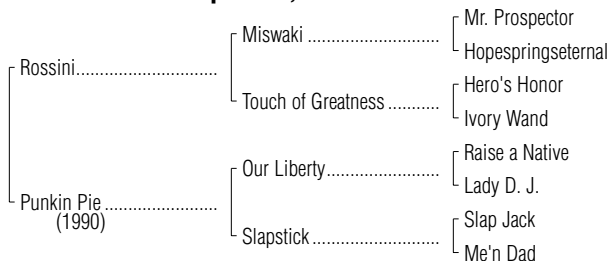 Mr. Prospector
Miswaki
Hopespringseternal
Rossini
Hero's Honor
Touch of Greatness
Ivory Wand
Raise a Native
Our Liberty
Lady D. J.
Punkin Pie
(1990)
Slap Jack
Slapstick
Me'n Dad